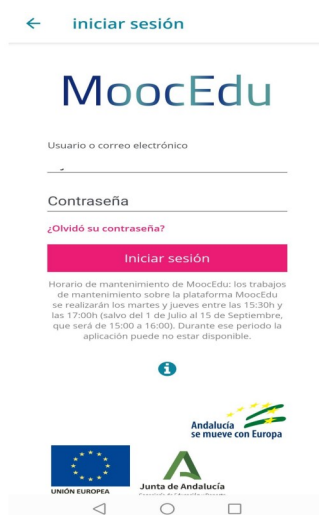 iniciar sesión
MoocEdu
Usuario o correo electrónico
Contraseña
¿Olvidó su contraseña?
Iniciar sesión
Horario de mantenimiento de MoocEdu: los trabajos
de mantenimiento sobre la plataforma MoocEdu
se realizarán los martes y jueves entre las 15:30h y
las 17:00h (salvo del 1 de Julio al 15 de Septiembre,
que será de 15:00 a 16:00). Durante ese periodo la
aplicación puede no estar disponible.
Andalucía
se mueve con Europa
UNIÓN EUROPEA
Junta de Andalucía